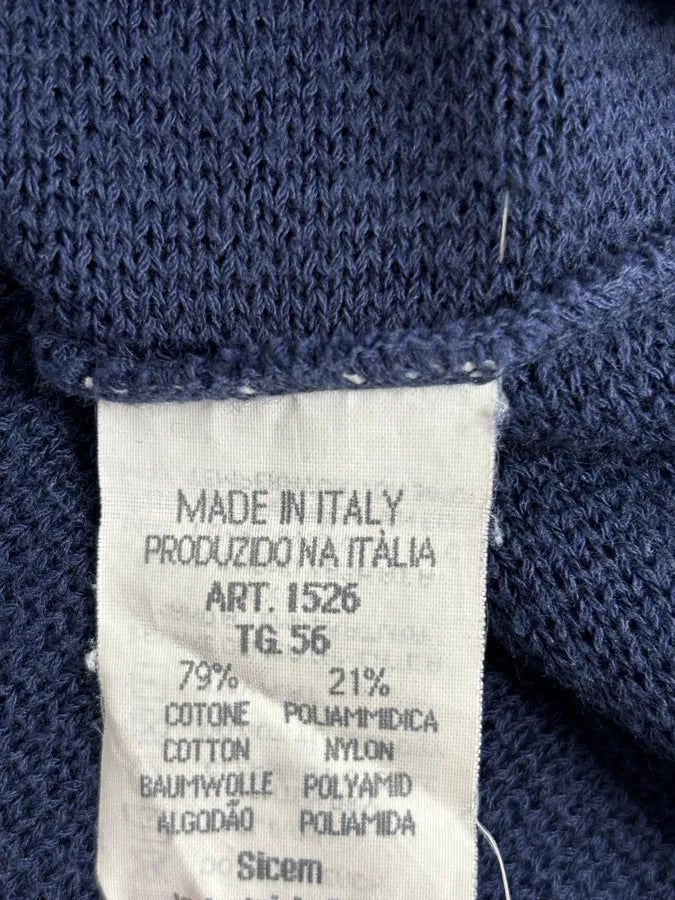 MADE IN ITALY
PRODUZIDO NA ITÀLIA
ART. 1526
TG. 56
79% 21%
COTONE POLIAMMIDICA
COTTON NYLON
BAUMWOLLE POLYAMID
ALGODÃO POLIAMIDA
Sicem